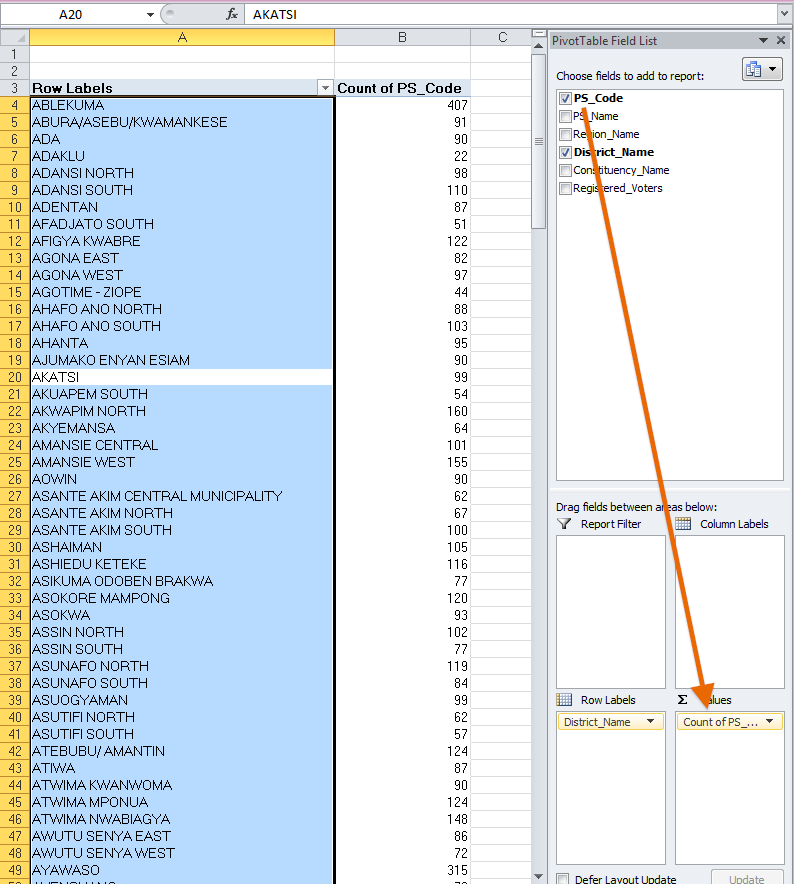 A20 fx AKATSI
A B C
1
2
3 Row Labels Count of PS_Code
4 ABLEKUMA 407
5 ABURA/ASEBU/KWAMANKESE 91
6 ADA 90
7 ADAKLU 22
8 ADANSI NORTH 98
9 ADANSI SOUTH 110
10 ADENTAN 87
11 AFADJATO SOUTH 51
12 AFIGYA KWABRE 122
13 AGONA EAST 82
14 AGONA WEST 97
15 AGOTIME - ZIOPE 44
16 AHAFO ANO NORTH 88
17 AHAFO ANO SOUTH 103
18 AHANTA 95
19 AJUMAKO ENYAN ESIAM 90
20 AKATSI 99
21 AKUAPEM SOUTH 54
22 AKWAPIM NORTH 160
23 AKYEMANSA 64
24 AMANSIE CENTRAL 101
25 AMANSIE WEST 155
26 AOWIN 90
27 ASANTE AKIM CENTRAL MUNICIPALITY 62
28 ASANTE AKIM NORTH 67
29 ASANTE AKIM SOUTH 100
30 ASHAIMAN 105
31 ASHIEDU KETEKE 116
32 ASIKUMA ODOBEN BRAKWA 77
33 ASOKORE MAMPONG 120
34 ASOKWA 93
35 ASSIN NORTH 102
36 ASSIN SOUTH 77
37 ASUNAFO NORTH 119
38 ASUNAFO SOUTH 84
39 ASUOGYAMAN 99
40 ASUTIFI NORTH 62
41 ASUTIFI SOUTH 57
42 ATEBUBU/ AMANTIN 124
43 ATIWA 87
44 ATWIMA KWANWOMA 90
45 ATWIMA MPONUA 124
46 ATWIMA NWABIAGYA 148
47 AWUTU SENYA EAST 86
48 AWUTU SENYA WEST 72
49 AYAWASO 315
PivotTable Field List
Choose fields to add to report:
PS_Code
PS_Name
Region_Name
District_Name
Constituency_Name
Registered_Voters
Drag fields between areas below:
Report Filter Column Labels
Row Labels Σ Values
District_Name Count of PS_...
Defer Layout Update Update